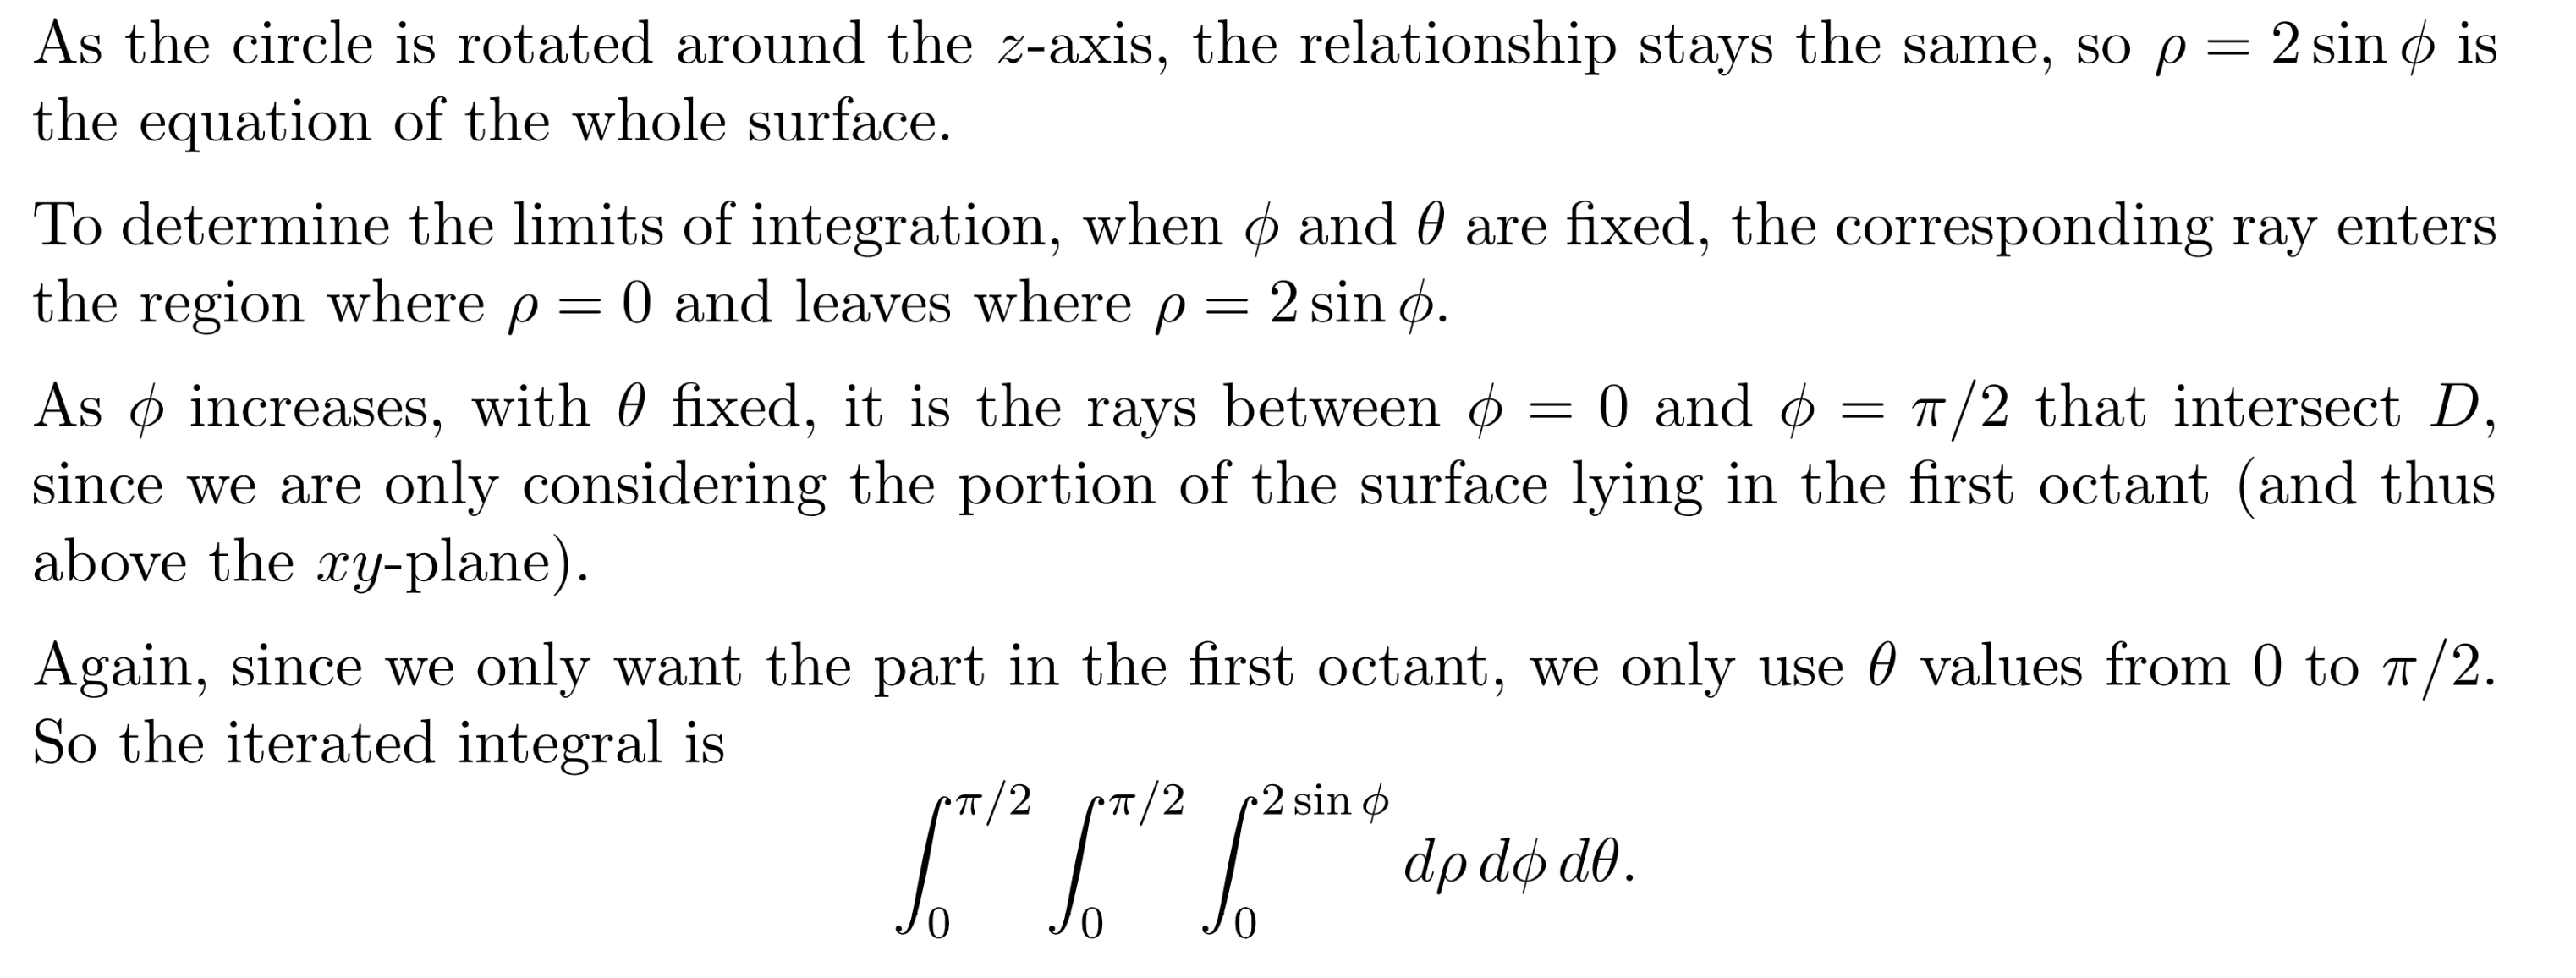 As the circle is rotated around the z-axis, the relationship stays the same, so ρ = 2 sin ϕ is
the equation of the whole surface.
To determine the limits of integration, when ϕ and θ are fixed, the corresponding ray enters
the region where ρ = 0 and leaves where ρ = 2 sin ϕ.
As ϕ increases, with θ fixed, it is the rays between ϕ = 0 and ϕ = π/2 that intersect D,
since we are only considering the portion of the surface lying in the first octant (and thus
above the xy-plane).
Again, since we only want the part in the first octant, we only use θ values from 0 to π/2.
So the iterated integral is
∫_0^{π/2} ∫_0^{π/2} ∫_0^{2 sin ϕ} dρ dϕ dθ.